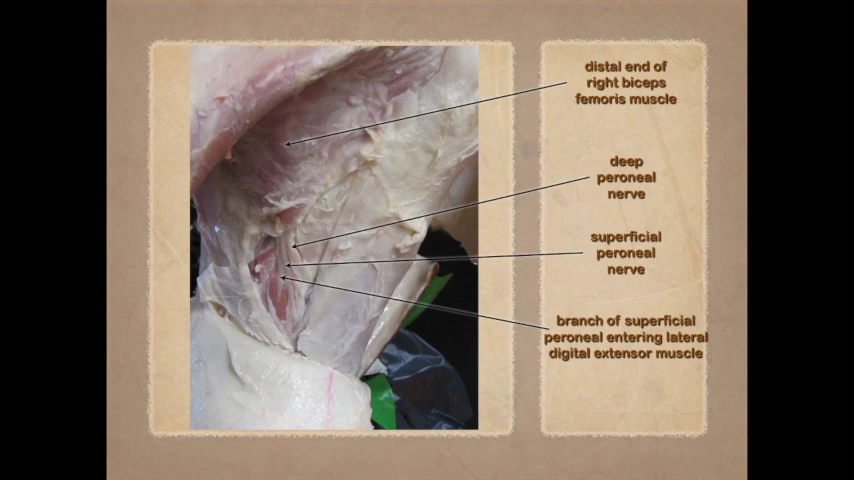 distal end of
right biceps
femoris muscle
deep
peroneal
nerve
superficial
peroneal
nerve
branch of superficial
peroneal entering lateral
digital extensor muscle